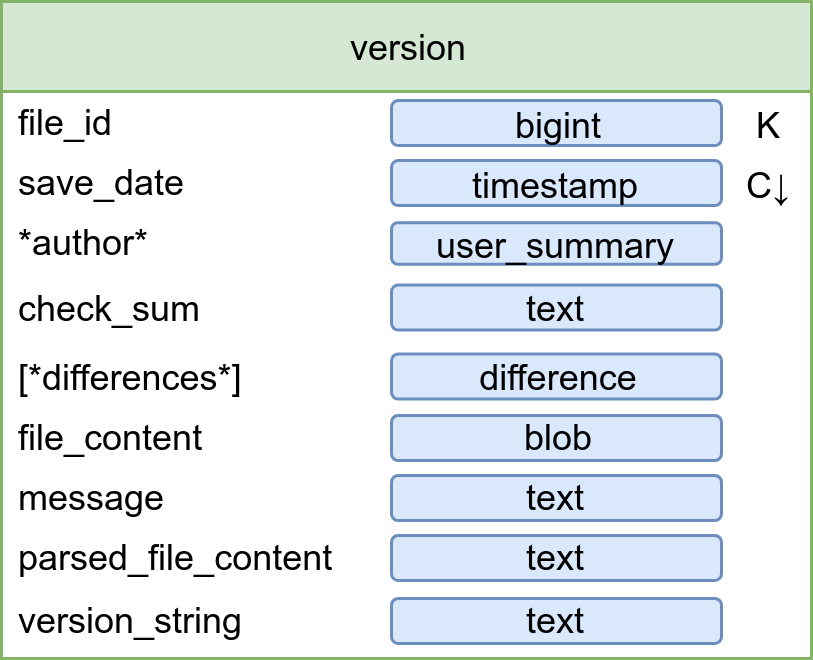 version
file_id bigint K
save_date timestamp C↓
*author* user_summary
check_sum text
[*differences*] difference
file_content blob
message text
parsed_file_content text
version_string text